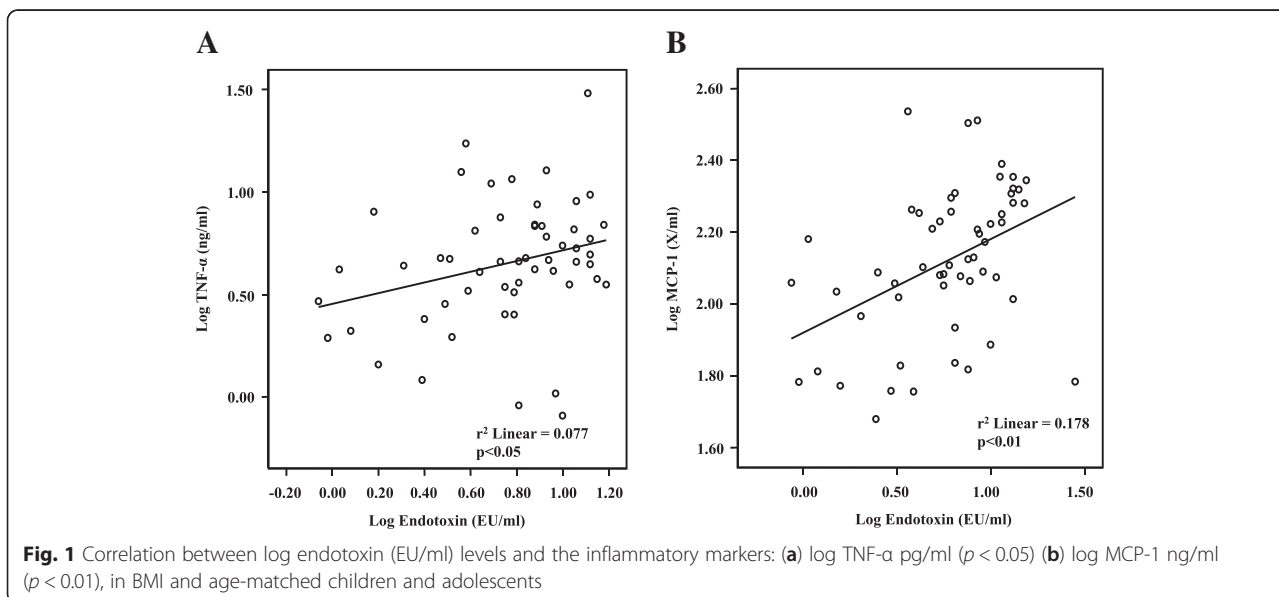 A
B
1.50
1.00
0.50
0.00
Log TNF-α (ng/ml)
r² Linear = 0.077
p<0.05
-0.20 0.00 0.20 0.40 0.60 0.80 1.00 1.20
Log Endotoxin (EU/ml)
2.60
2.40
2.20
2.00
1.80
1.60
Log MCP-1 (X/ml)
r² Linear = 0.178
p<0.01
0.00 0.50 1.00 1.50
Log Endotoxin (EU/ml)
Fig. 1 Correlation between log endotoxin (EU/ml) levels and the inflammatory markers: (a) log TNF-α pg/ml (p < 0.05) (b) log MCP-1 ng/ml
(p < 0.01), in BMI and age-matched children and adolescents